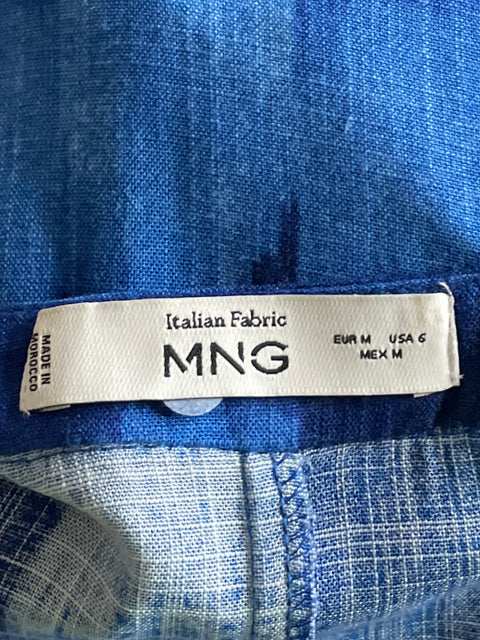 MADE IN
MOROCCO
Italian Fabric
MNG
EUR M USA 6
MEX M